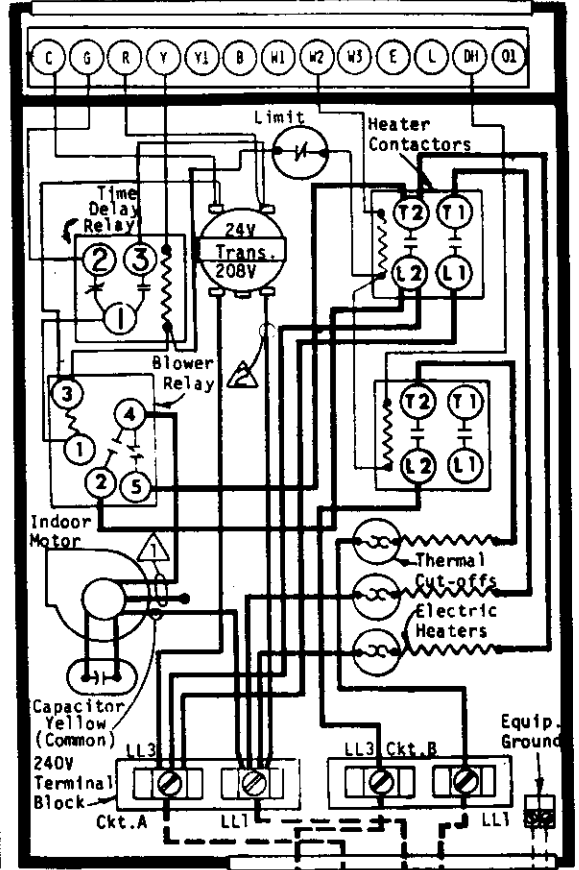 C G R Y Y1 B W1 W2 W3 E L DH O1
Limit
Heater
Contactors
Time
Delay
Relay
2 3
1
24V
Trans.
208V
T2 T1
L2 L1
2
Blower
Relay
3
4
1
2 5
T2 T1
L2 L1
Indoor
Motor
1
Thermal
Cut-offs
Electric
Heaters
Capacitor
Yellow
(Common)
240V
Terminal
Block
LL3
Ckt.A
LL1
LL3 Ckt.B
LL1
Equip.
Ground